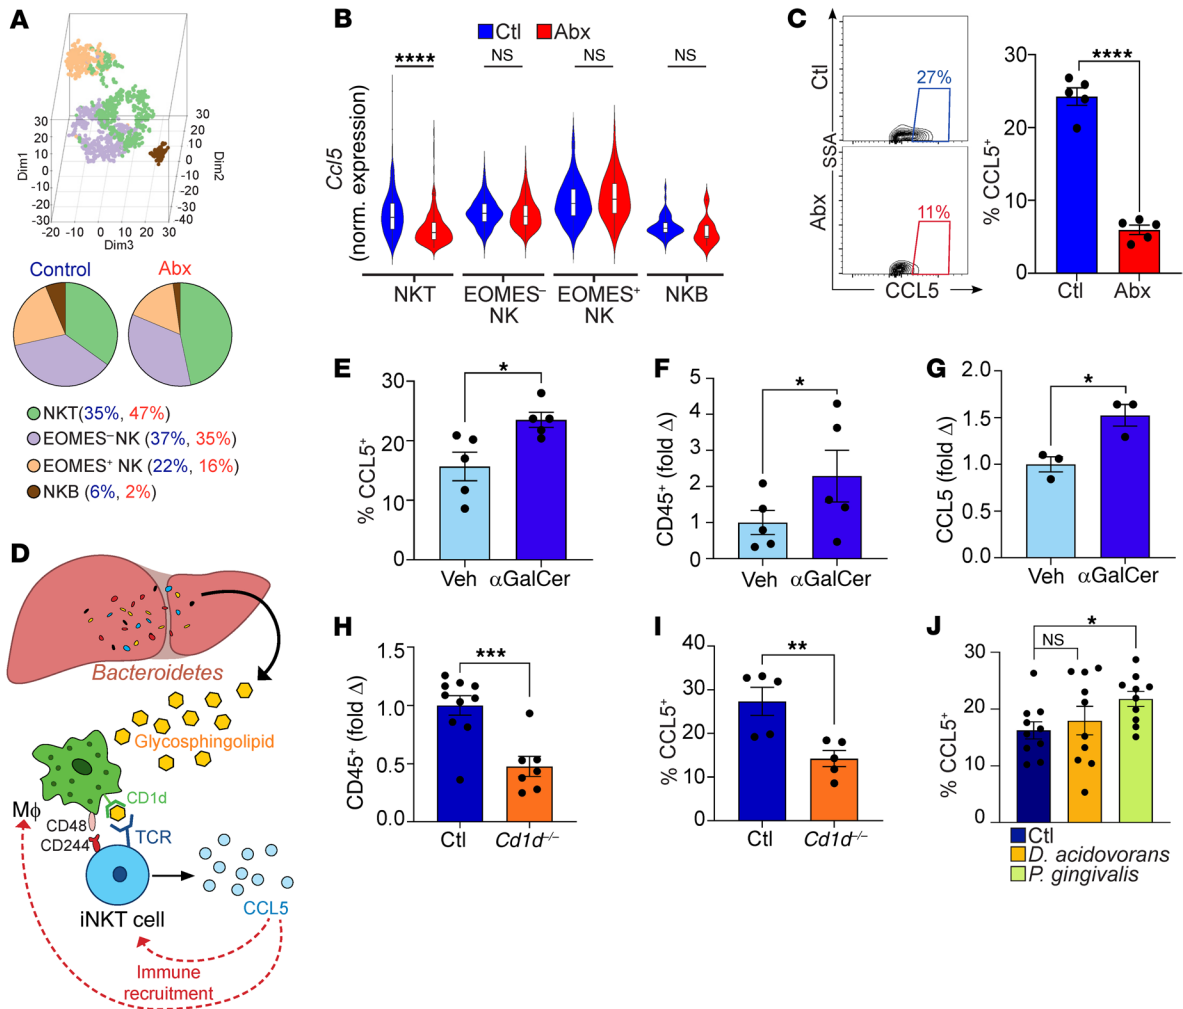 A
30
20
10
0
-10
-20
-30
Dim1
30
20
10
0
-10
-20
-30
-40
Dim2
-20 -10 0 10 20 30
Dim3
Control Abx
NKT(35%, 47%)
EOMES–NK (37%, 35%)
EOMES+ NK (22%, 16%)
NKB (6%, 2%)
B
Ctl Abx
**** NS NS NS
Ccl5
(norm. expression)
NKT EOMES– EOMES+ NKB
NK NK
C
Ctl
27%
SSA
Abx
11%
CCL5
****
30
20
10
0
% CCL5+
Ctl Abx
D
Bacteroidetes
Glycosphingolipid
CD1d
Mϕ
CD48
TCR
CD244
iNKT cell
CCL5
Immune
recruitment
E
*
30
20
10
0
% CCL5+
Veh αGalCer
F
*
5
4
3
2
1
0
CD45+ (fold Δ)
Veh αGalCer
G
*
2.0
1.5
1.0
0.5
0.0
CCL5 (fold Δ)
Veh αGalCer
H
***
1.5
1.0
0.5
0.0
CD45+ (fold Δ)
Ctl Cd1d–/–
I
**
40
30
20
10
0
% CCL5+
Ctl Cd1d–/–
J
*
NS
30
20
10
0
% CCL5+
Ctl
D. acidovorans
P. gingivalis